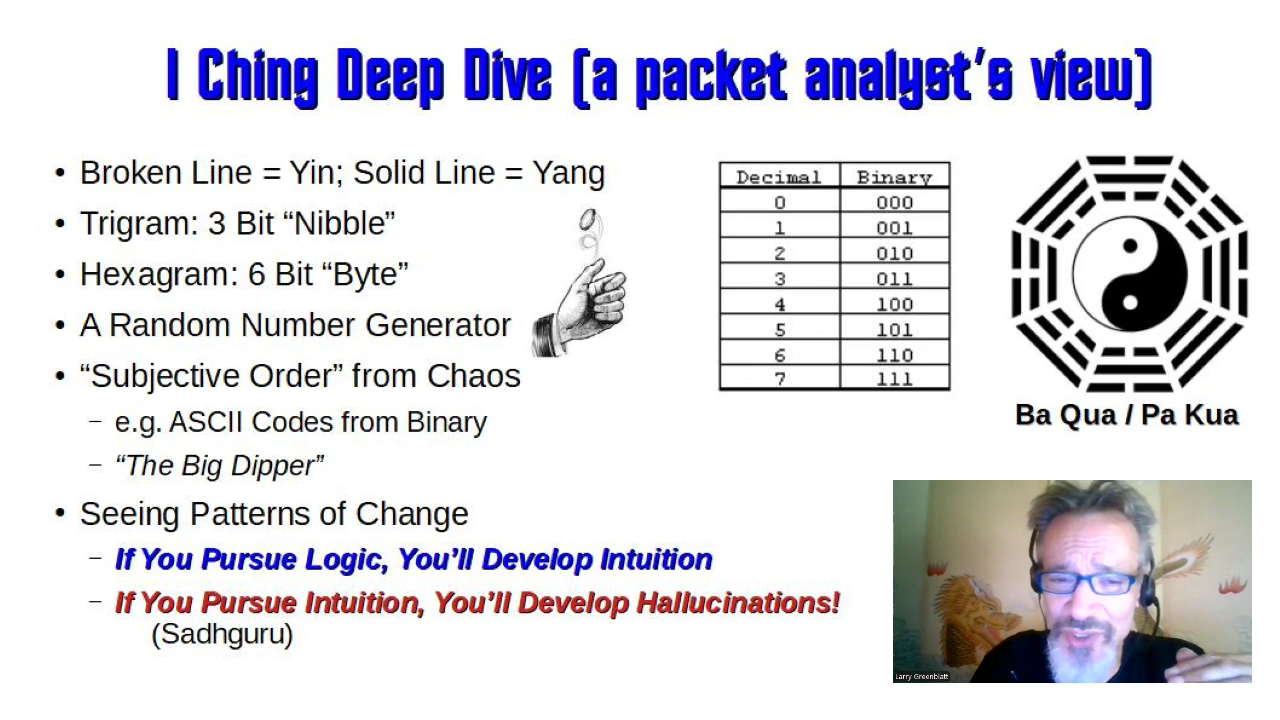 I Ching Deep Dive (a packet analyst's view)
• Broken Line = Yin; Solid Line = Yang
• Trigram: 3 Bit “Nibble”
• Hexagram: 6 Bit “Byte”
• A Random Number Generator
• “Subjective Order” from Chaos
– e.g. ASCII Codes from Binary
– “The Big Dipper”
• Seeing Patterns of Change
– If You Pursue Logic, You’ll Develop Intuition
– If You Pursue Intuition, You’ll Develop Hallucinations!
(Sadhguru)
Decimal Binary
0 000
1 001
2 010
3 011
4 100
5 101
6 110
7 111
Ba Qua / Pa Kua
Larry Greenblatt